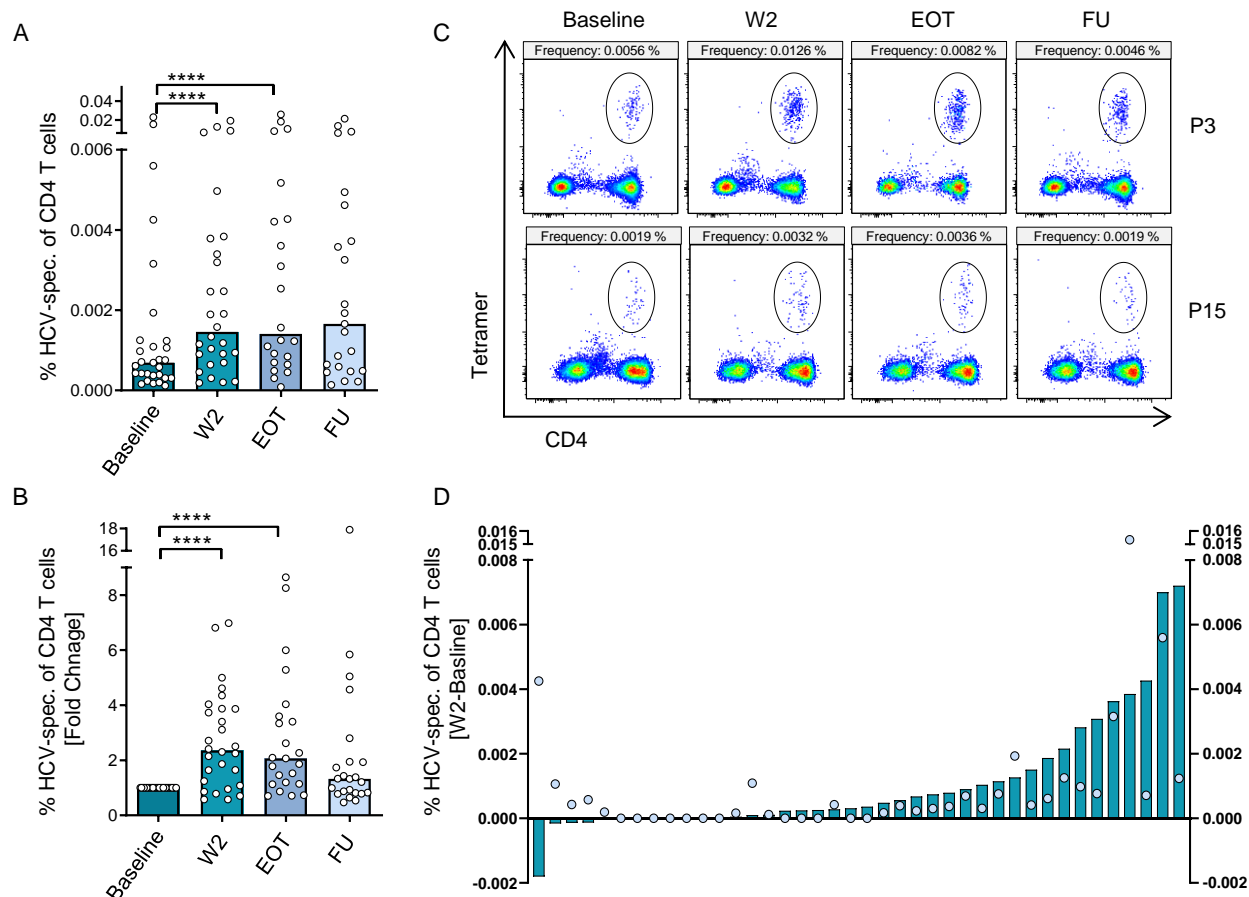 A
% HCV-spec. of CD4 T cells
0.04
0.02
0.006
0.004
0.002
0.000
****
****
Baseline
W2
EOT
FU
C
Baseline
W2
EOT
FU
Frequency: 0.0056 %
Frequency: 0.0126 %
Frequency: 0.0082 %
Frequency: 0.0046 %
P3
Frequency: 0.0019 %
Frequency: 0.0032 %
Frequency: 0.0036 %
Frequency: 0.0019 %
P15
Tetramer
CD4
B
% HCV-spec. of CD4 T cells
[Fold Chnage]
18
16
8
6
4
2
0
****
****
Baseline
W2
EOT
FU
D
% HCV-spec. of CD4 T cells
[W2-Basline]
0.016
0.015
0.008
0.006
0.004
0.002
0.000
-0.002
0.016
0.015
0.008
0.006
0.004
0.002
0.000
-0.002